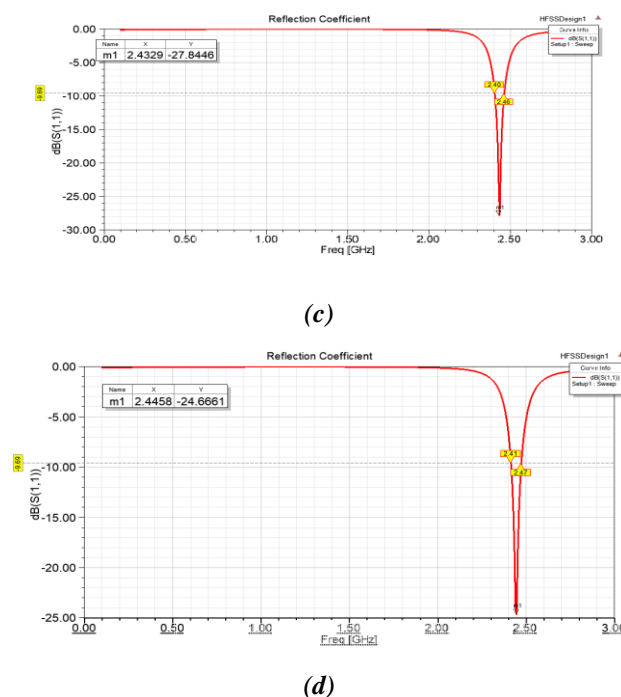 Reflection Coefficient
HFSSDesign1
Curve Info
dB(S(1,1))
Setup1 : Sweep
Name X Y
m1 2.4329 -27.8446
0.00
-5.00
-9.69
-10.00
-15.00
-20.00
-25.00
-30.00
dB(S(1,1))
2.40
2.46
m1
0.00 0.50 1.00 1.50 2.00 2.50 3.00
Freq [GHz]
(c)
Reflection Coefficient
HFSSDesign1
Curve Info
dB(S(1,1))
Setup1 : Sweep
Name X Y
m1 2.4458 -24.6661
0.00
-5.00
-9.69
-10.00
-15.00
-20.00
-25.00
dB(S(1,1))
2.41
2.47
m1
0.00 0.50 1.00 1.50 2.00 2.50 3.00
Freq [GHz]
(d)